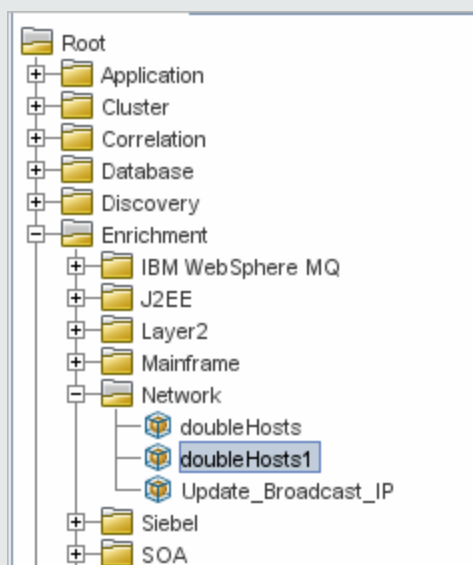 Root
Application
Cluster
Correlation
Database
Discovery
Enrichment
IBM WebSphere MQ
J2EE
Layer2
Mainframe
Network
doubleHosts
doubleHosts1
Update_Broadcast_IP
Siebel
SOA